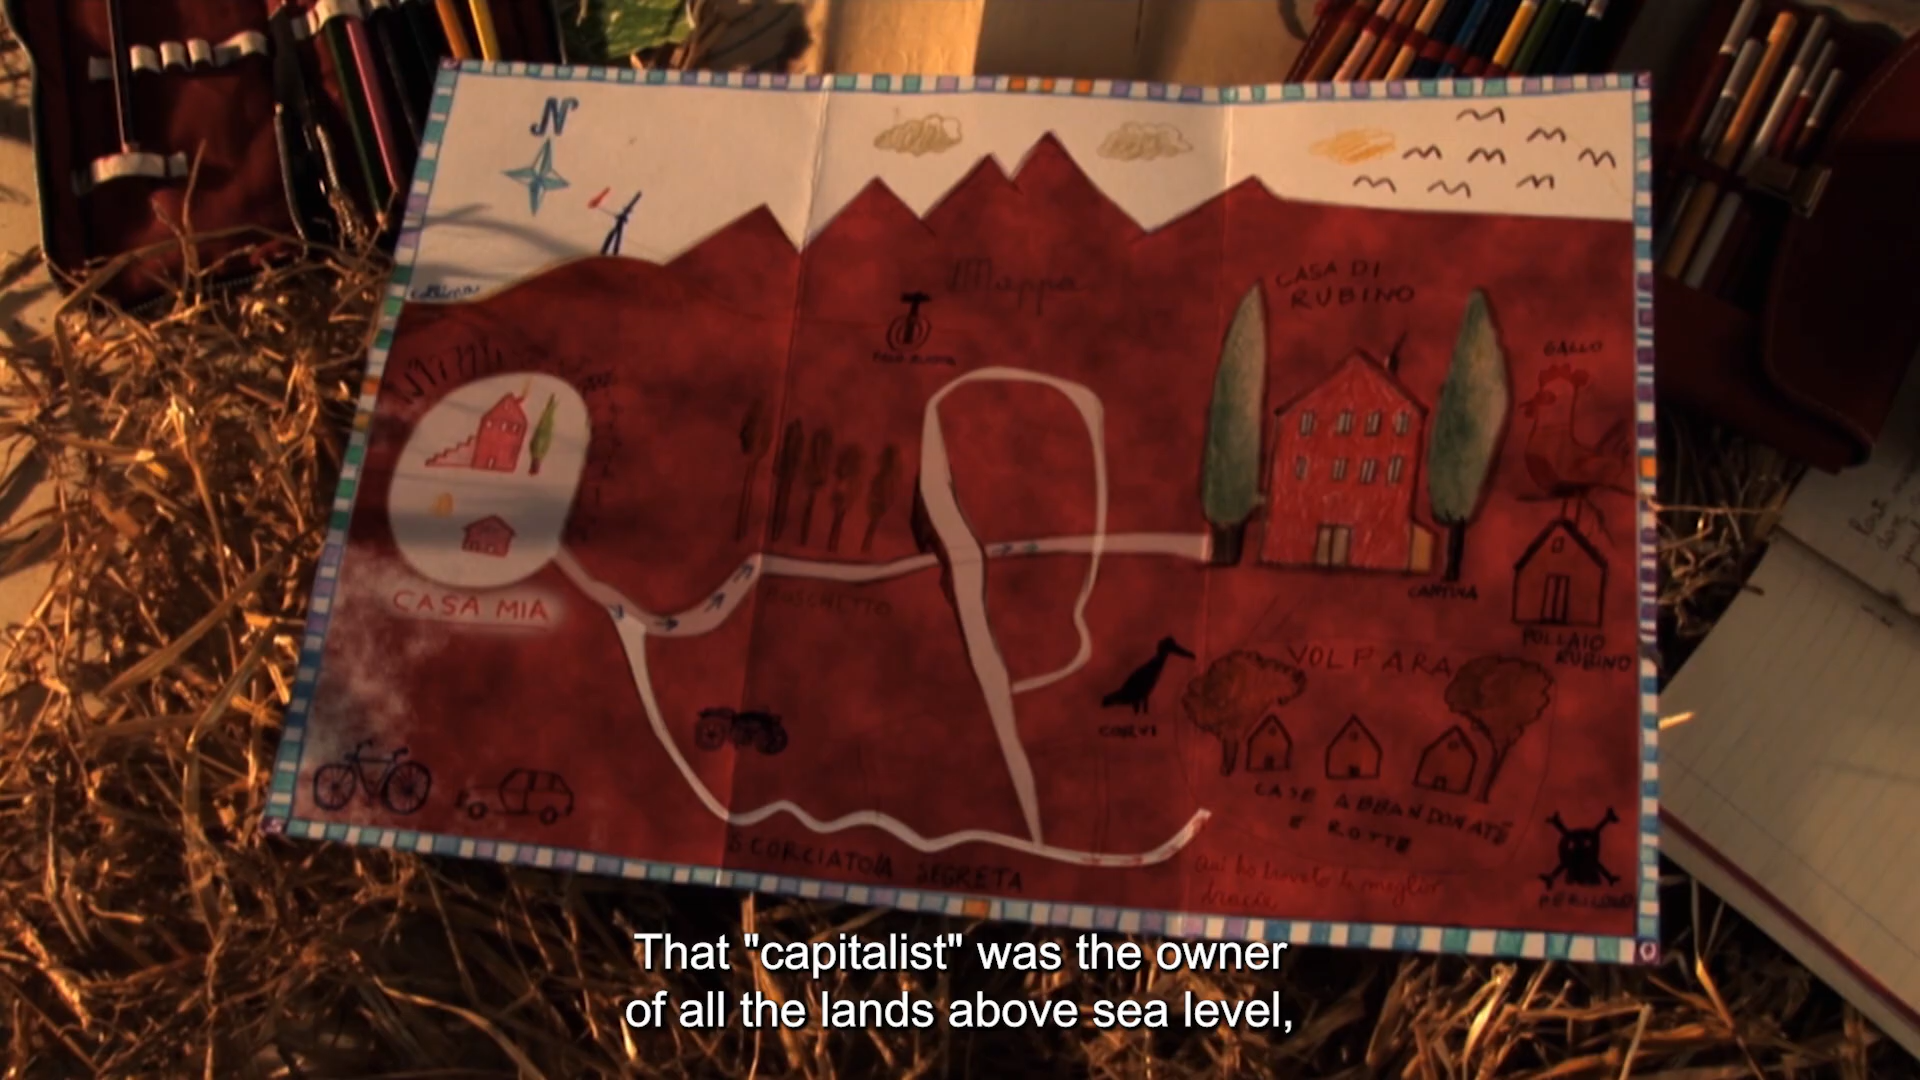 N
Mappa
CASA DI
RUBINO
GALLO
CASA MIA
BOSCHETTO
CANTINA
POLLAIO
RUBINO
VOLPARA
CORVI
CASE ABBANDONATE
E ROTTE
SCORCIATOIA SEGRETA
PERICOLO
That "capitalist" was the owner
of all the lands above sea level,